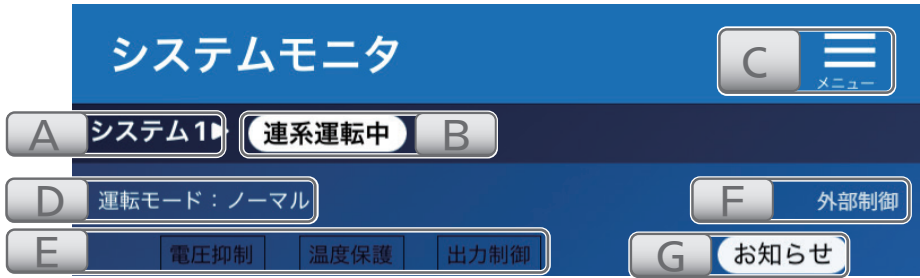 システムモニタ
C
メニュー
A システム1▶ 連系運転中 B
D 運転モード：ノーマル F 外部制御
E 電圧抑制 温度保護 出力制御 G お知らせ